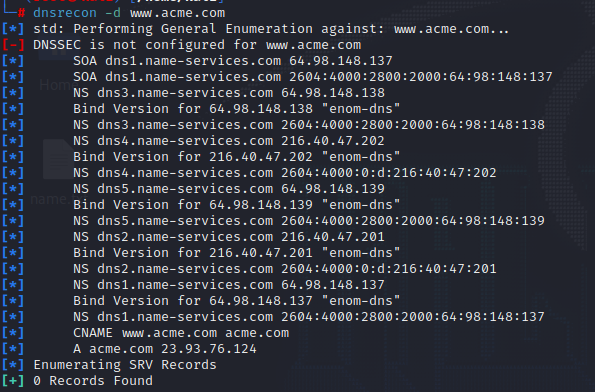 # dnsrecon -d www.acme.com
[*] std: Performing General Enumeration against: www.acme.com...
[-] DNSSEC is not configured for www.acme.com
[*] SOA dns1.name-services.com 64.98.148.137
[*] SOA dns1.name-services.com 2604:4000:2800:2000:64:98:148:137
[*] NS dns3.name-services.com 64.98.148.138
[*] Bind Version for 64.98.148.138 "enom-dns"
[*] NS dns3.name-services.com 2604:4000:2800:2000:64:98:148:138
[*] NS dns4.name-services.com 216.40.47.202
[*] Bind Version for 216.40.47.202 "enom-dns"
[*] NS dns4.name-services.com 2604:4000:0:d:216:40:47:202
[*] NS dns5.name-services.com 64.98.148.139
[*] Bind Version for 64.98.148.139 "enom-dns"
[*] NS dns5.name-services.com 2604:4000:2800:2000:64:98:148:139
[*] NS dns2.name-services.com 216.40.47.201
[*] Bind Version for 216.40.47.201 "enom-dns"
[*] NS dns2.name-services.com 2604:4000:0:d:216:40:47:201
[*] NS dns1.name-services.com 64.98.148.137
[*] Bind Version for 64.98.148.137 "enom-dns"
[*] NS dns1.name-services.com 2604:4000:2800:2000:64:98:148:137
[*] CNAME www.acme.com acme.com
[*] A acme.com 23.93.76.124
[*] Enumerating SRV Records
[+] 0 Records Found